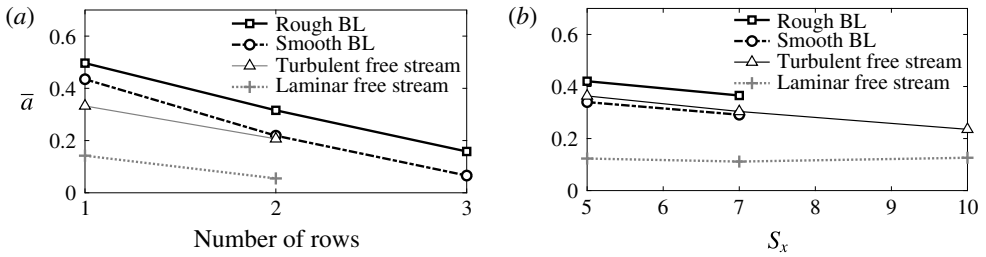 (a)
0.6
0.4
0.2
0
a̅
Rough BL
Smooth BL
Turbulent free stream
Laminar free stream
1
2
3
Number of rows
(b)
0.6
0.4
0.2
0
Rough BL
Smooth BL
Turbulent free stream
Laminar free stream
5
6
7
8
9
10
Sx